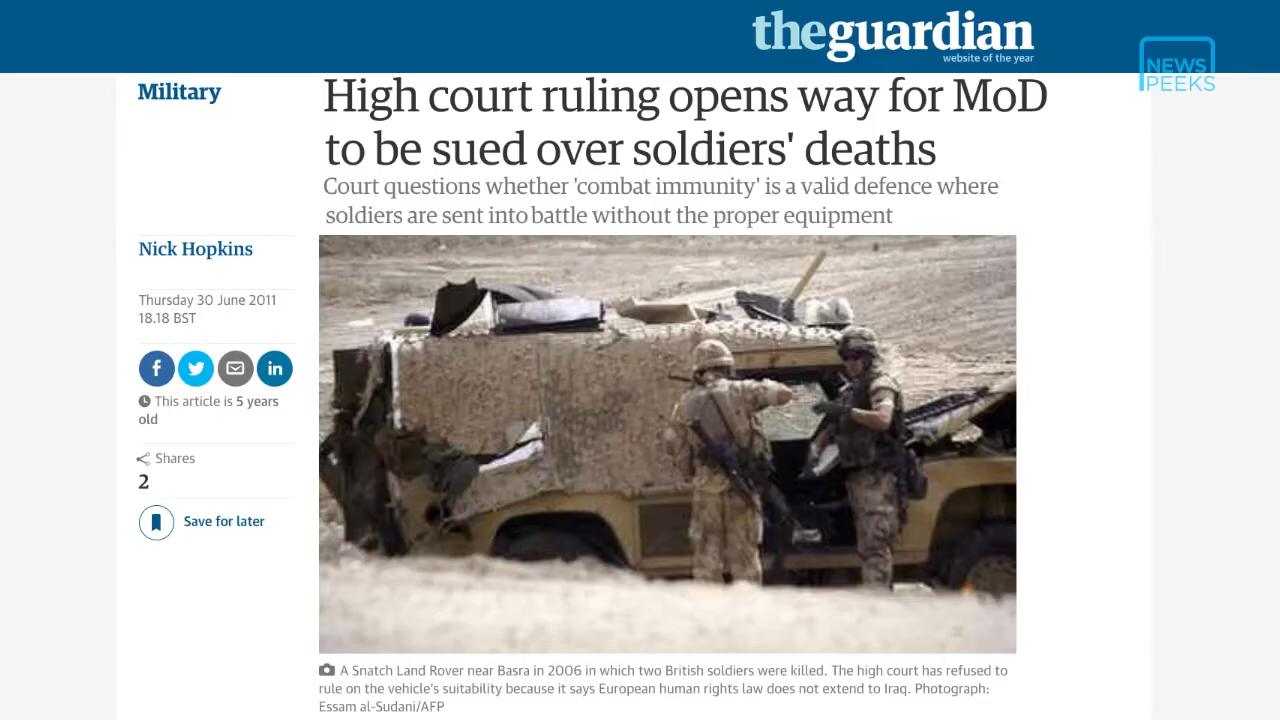 theguardian
website of the year
NEWS
PEEKS
Military
High court ruling opens way for MoD
to be sued over soldiers' deaths
Court questions whether 'combat immunity' is a valid defence where
soldiers are sent into battle without the proper equipment
Nick Hopkins
Thursday 30 June 2011
18.18 BST
f
in
This article is 5 years
old
Shares
2
Save for later
A Snatch Land Rover near Basra in 2006 in which two British soldiers were killed. The high court has refused to
rule on the vehicle's suitability because it says European human rights law does not extend to Iraq. Photograph:
Essam al-Sudani/AFP